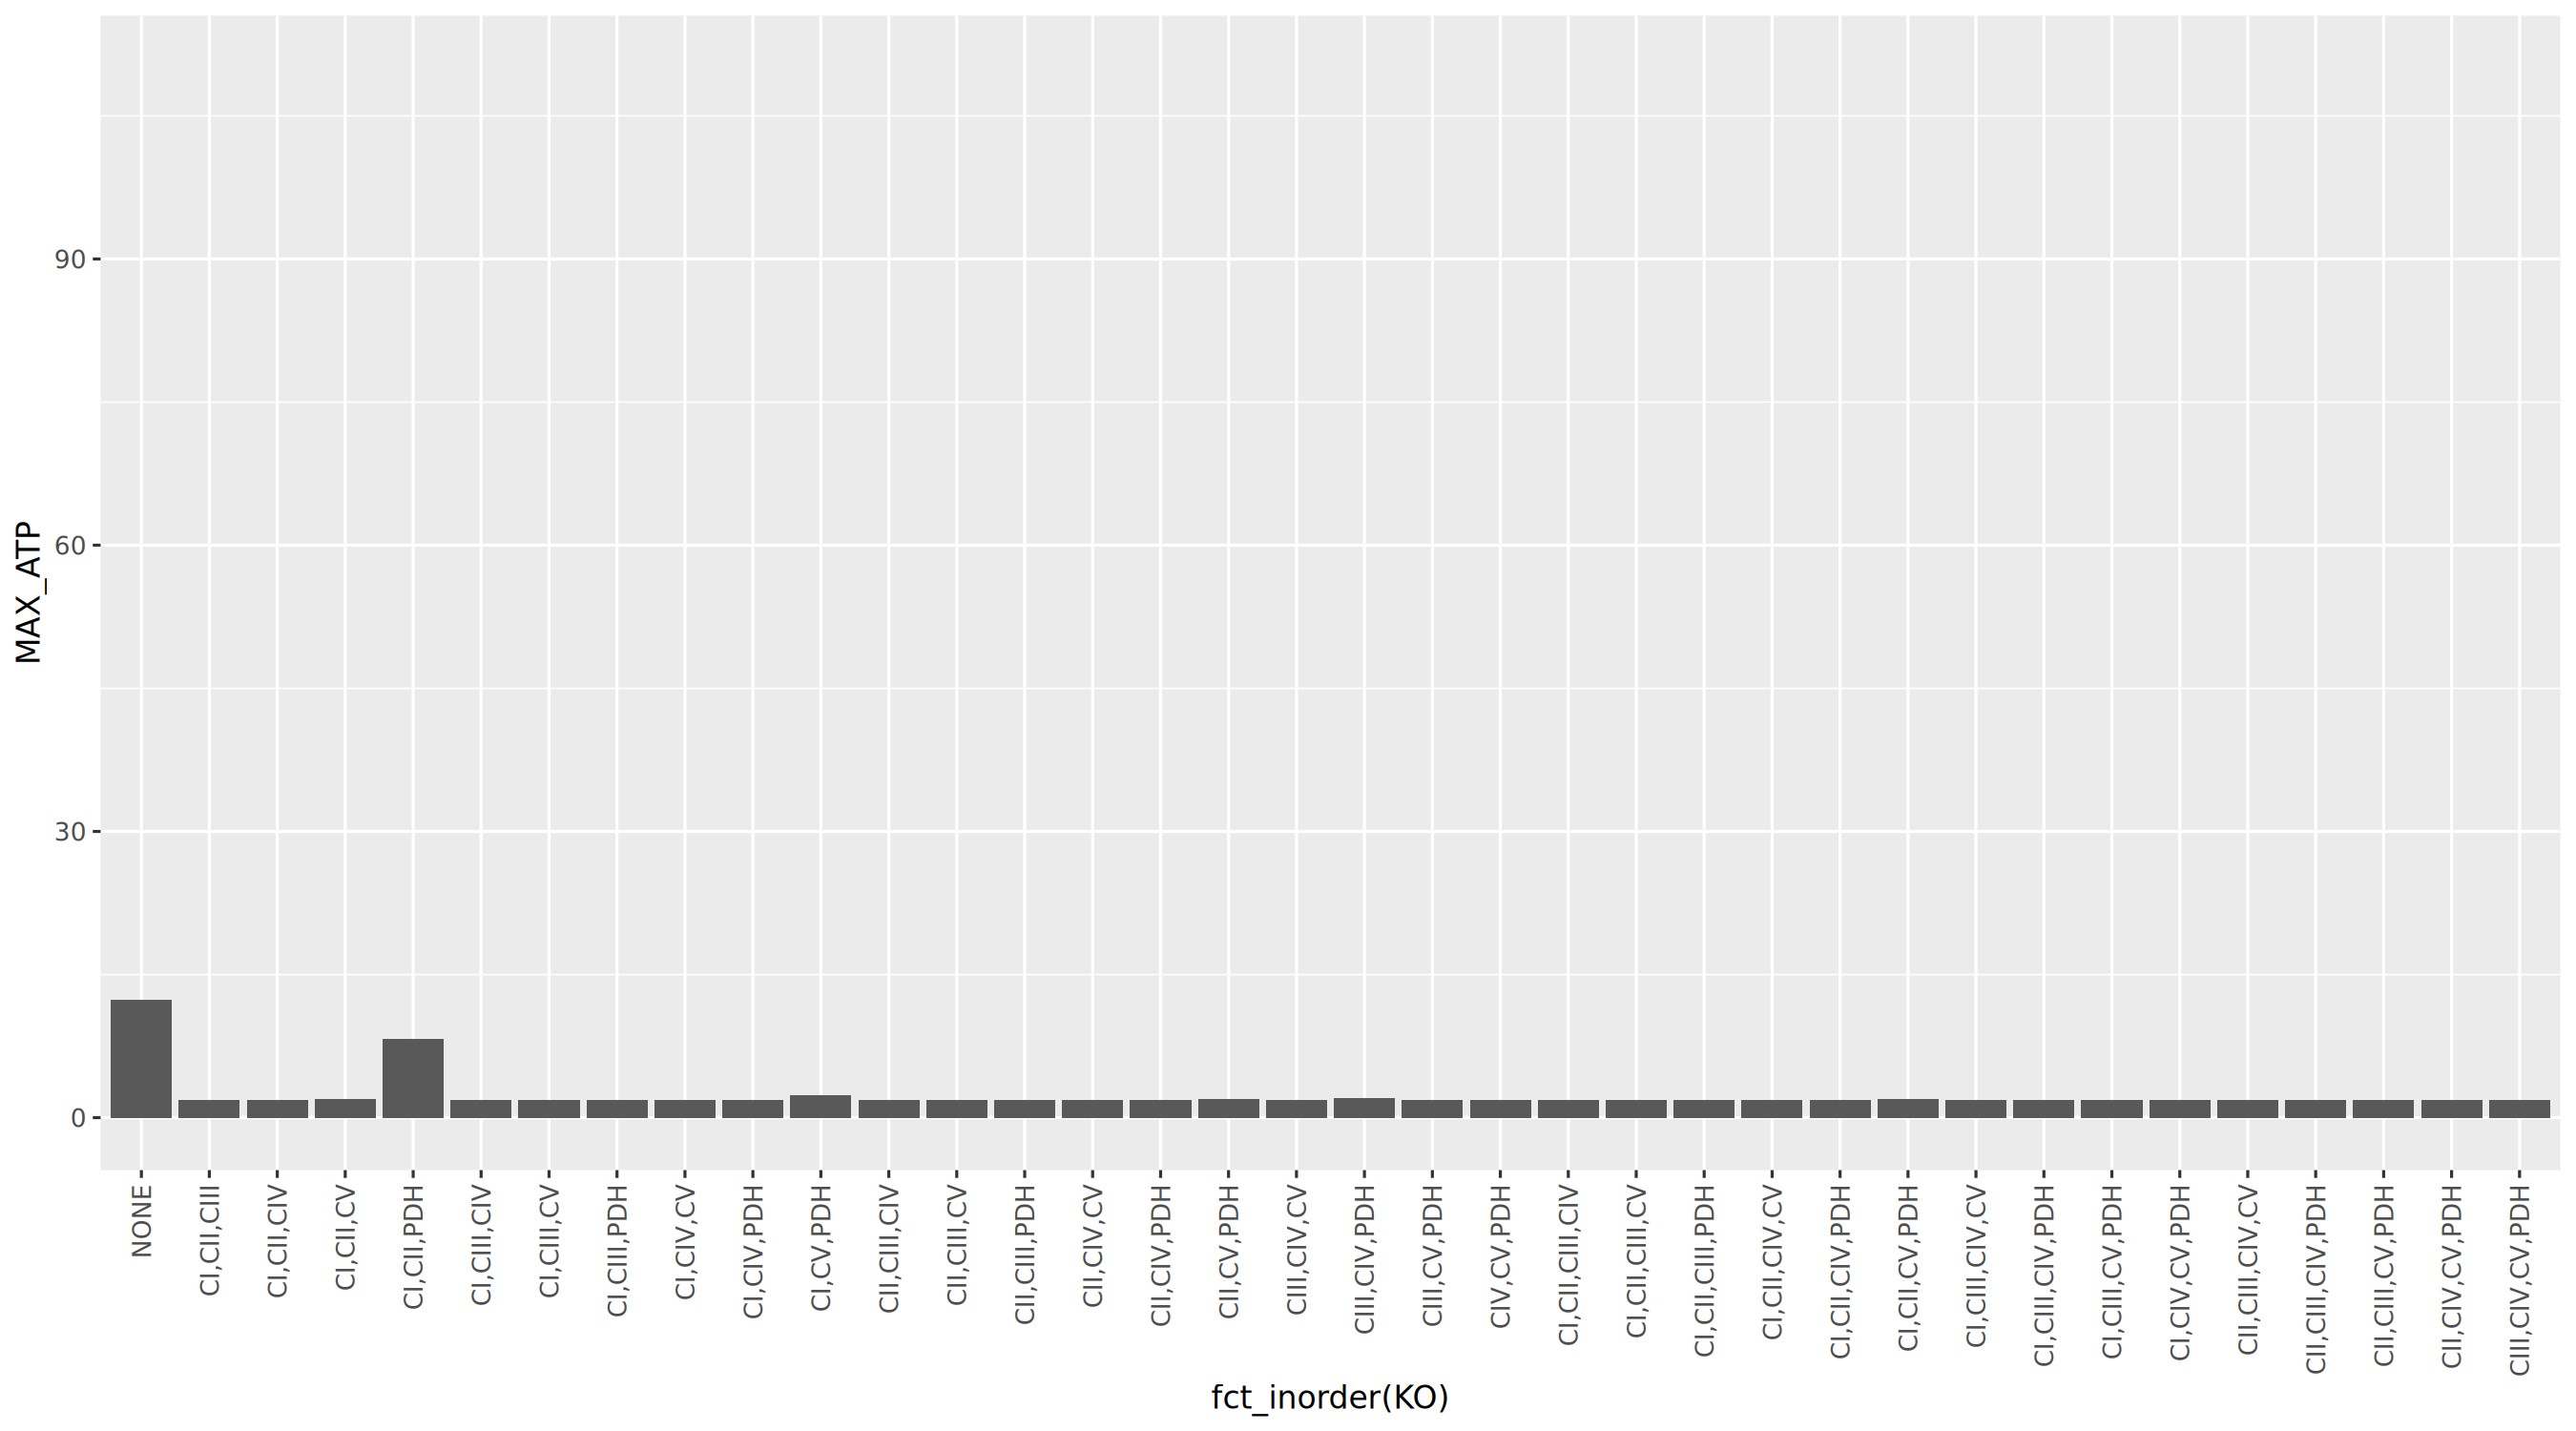 MAX_ATP
90
60
30
0
NONE
CI,CII,CIII
CI,CII,CIV
CI,CII,CV
CI,CII,PDH
CI,CIII,CIV
CI,CIII,CV
CI,CIII,PDH
CI,CIV,CV
CI,CIV,PDH
CI,CV,PDH
CII,CIII,CIV
CII,CIII,CV
CII,CIII,PDH
CII,CIV,CV
CII,CIV,PDH
CII,CV,PDH
CIII,CIV,CV
CIII,CIV,PDH
CIII,CV,PDH
CIV,CV,PDH
CI,CII,CIII,CIV
CI,CII,CIII,CV
CI,CII,CIII,PDH
CI,CII,CIV,CV
CI,CII,CIV,PDH
CI,CII,CV,PDH
CI,CIII,CIV,CV
CI,CIII,CIV,PDH
CI,CIII,CV,PDH
CI,CIV,CV,PDH
CII,CIII,CIV,CV
CII,CIII,CIV,PDH
CII,CIII,CV,PDH
CII,CIV,CV,PDH
CIII,CIV,CV,PDH
fct_inorder(KO)